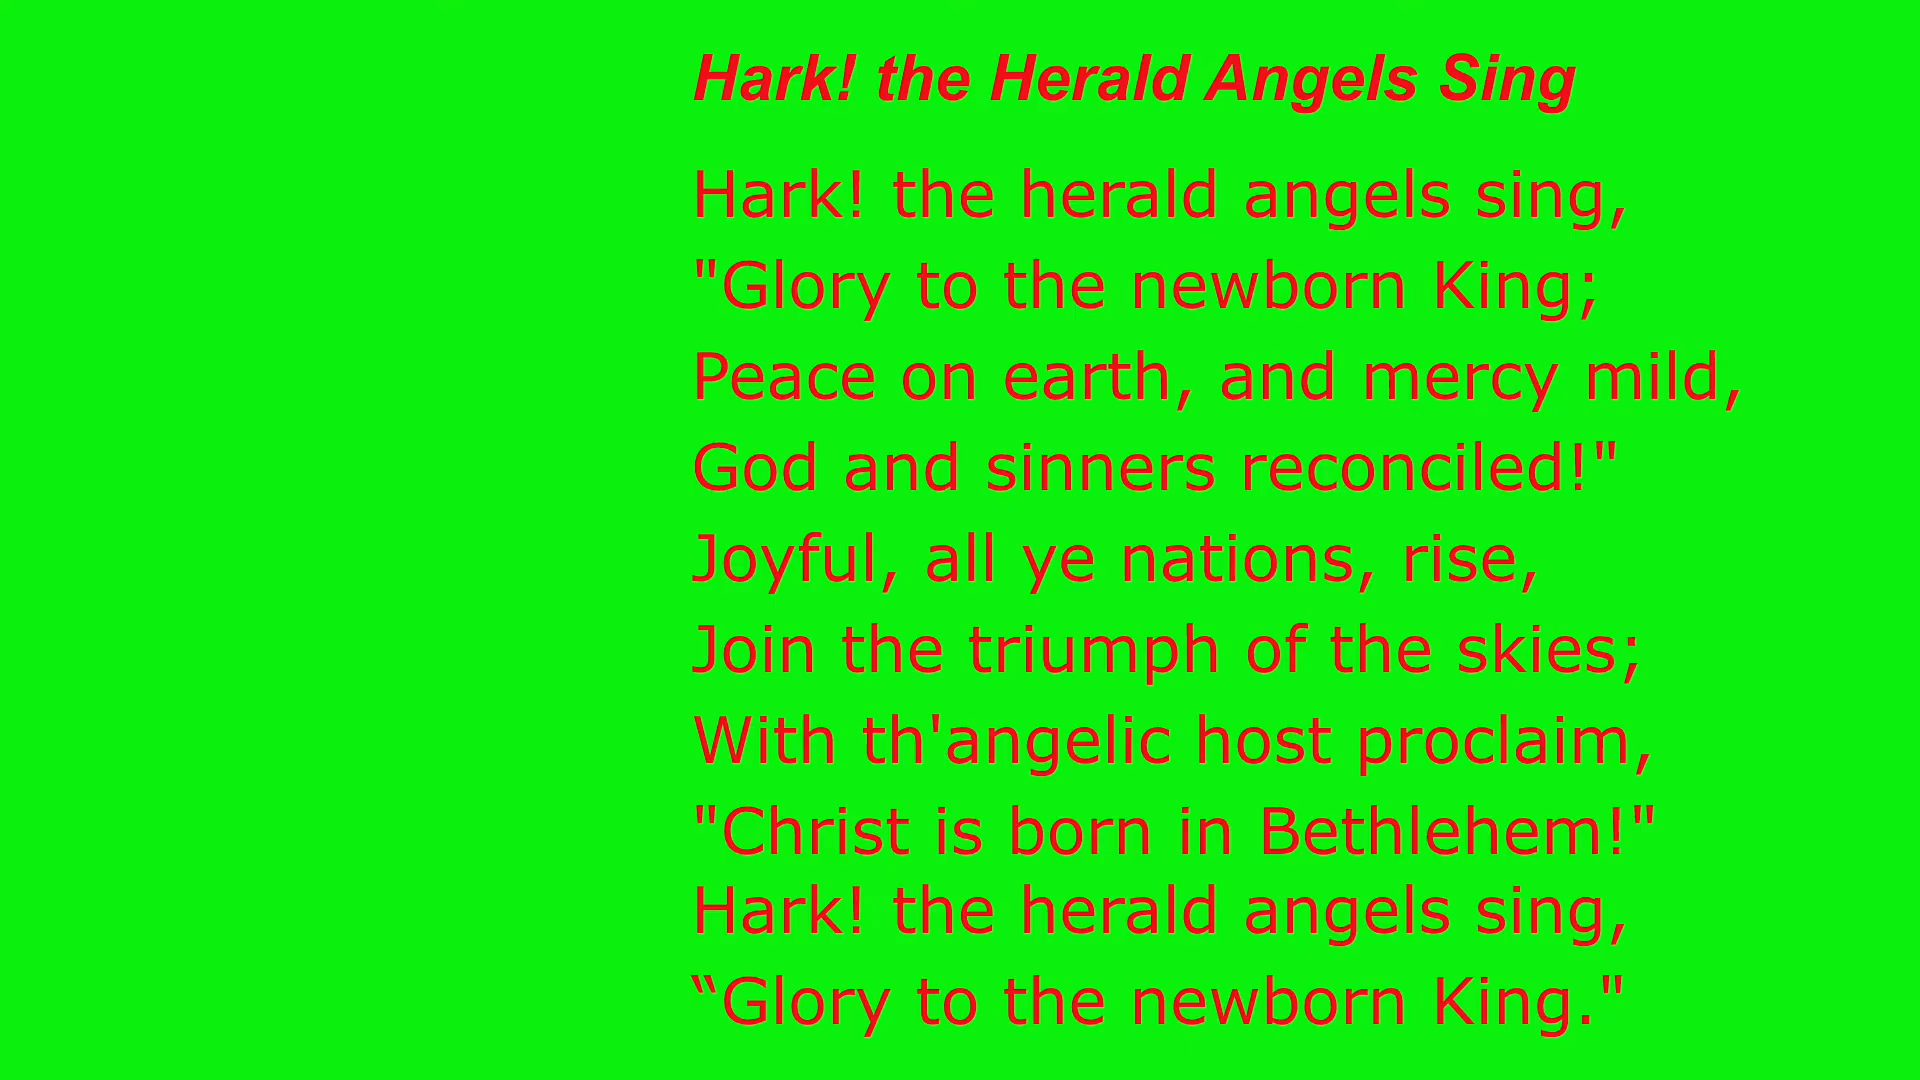 Hark! the Herald Angels Sing
Hark! the herald angels sing,
"Glory to the newborn King;
Peace on earth, and mercy mild,
God and sinners reconciled!"
Joyful, all ye nations, rise,
Join the triumph of the skies;
With th'angelic host proclaim,
"Christ is born in Bethlehem!"
Hark! the herald angels sing,
“Glory to the newborn King."